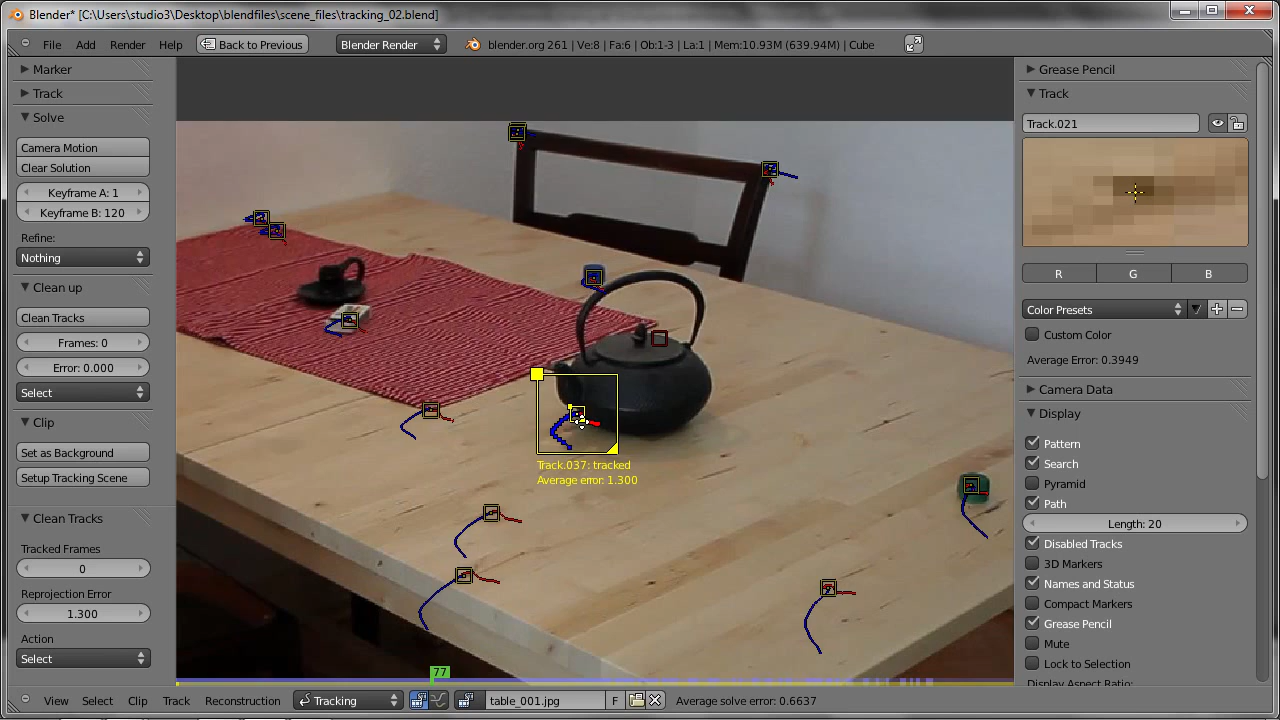 Blender* [C:\Users\studio3\Desktop\blendfiles\scene_files\tracking_02.blend]
File Add Render Help Back to Previous Blender Render blender.org 261 | Ve:8 | Fa:6 | Ob:1-3 | La:1 | Mem:10.93M (639.94M) | Cube
Marker
Track
Solve
Camera Motion
Clear Solution
Keyframe A: 1
Keyframe B: 120
Refine:
Nothing
Clean up
Clean Tracks
Frames: 0
Error: 0.000
Select
Clip
Set as Background
Setup Tracking Scene
Clean Tracks
Tracked Frames
0
Reprojection Error
1.300
Action
Select
Track.037: tracked
Average error: 1.300
77
Grease Pencil
Track
Track.021
R G B
Color Presets
Custom Color
Average Error: 0.3949
Camera Data
Display
Pattern
Search
Pyramid
Path
Length: 20
Disabled Tracks
3D Markers
Names and Status
Compact Markers
Grease Pencil
Mute
Lock to Selection
Display Aspect Ratio:
View Select Clip Track Reconstruction Tracking table_001.jpg F Average solve error: 0.6637